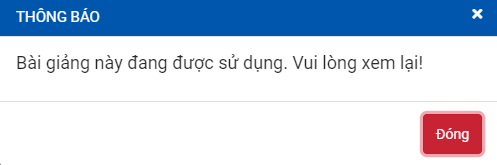 THÔNG BÁO
Bài giảng này đang được sử dụng. Vui lòng xem lại!
Đóng